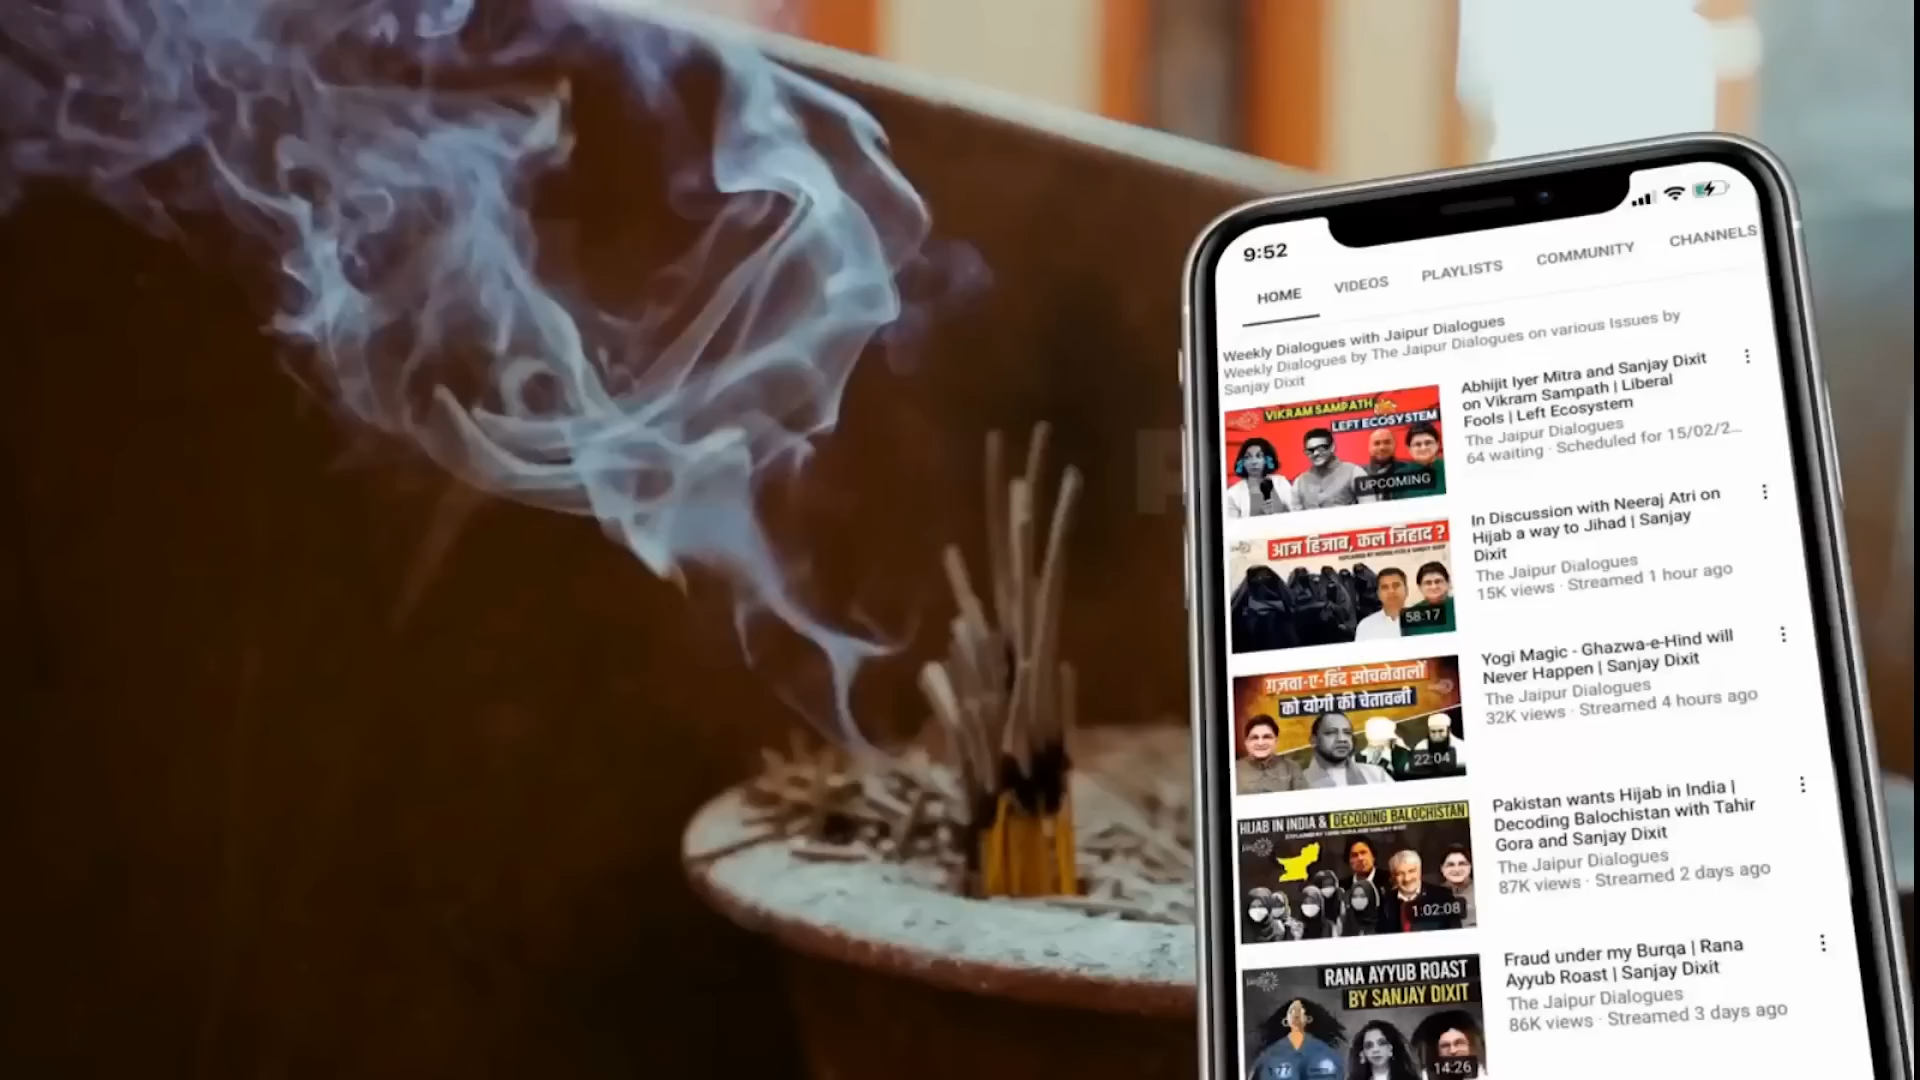 9:52
HOME VIDEOS PLAYLISTS COMMUNITY CHANNELS
Weekly Dialogues with Jaipur Dialogues
Weekly Dialogues by The Jaipur Dialogues on various Issues by
Sanjay Dixit
VIKRAM SAMPATH
LEFT ECOSYSTEM
UPCOMING
Abhijit Iyer Mitra and Sanjay Dixit
on Vikram Sampath | Liberal
Fools | Left Ecosystem
The Jaipur Dialogues
64 waiting · Scheduled for 15/02/2...
आज हिजाब, कल जिहाद ?
58:17
In Discussion with Neeraj Atri on
Hijab a way to Jihad | Sanjay
Dixit
The Jaipur Dialogues
15K views · Streamed 1 hour ago
ग़ज़वा-ए-हिंद सोचनेवालों
को योगी की चेतावनी
22:04
Yogi Magic - Ghazwa-e-Hind will
Never Happen | Sanjay Dixit
The Jaipur Dialogues
32K views · Streamed 4 hours ago
HIJAB IN INDIA & DECODING BALOCHISTAN
1:02:08
Pakistan wants Hijab in India |
Decoding Balochistan with Tahir
Gora and Sanjay Dixit
The Jaipur Dialogues
87K views · Streamed 2 days ago
RANA AYYUB ROAST
BY SANJAY DIXIT
14:26
Fraud under my Burqa | Rana
Ayyub Roast | Sanjay Dixit
The Jaipur Dialogues
86K views · Streamed 3 days ago